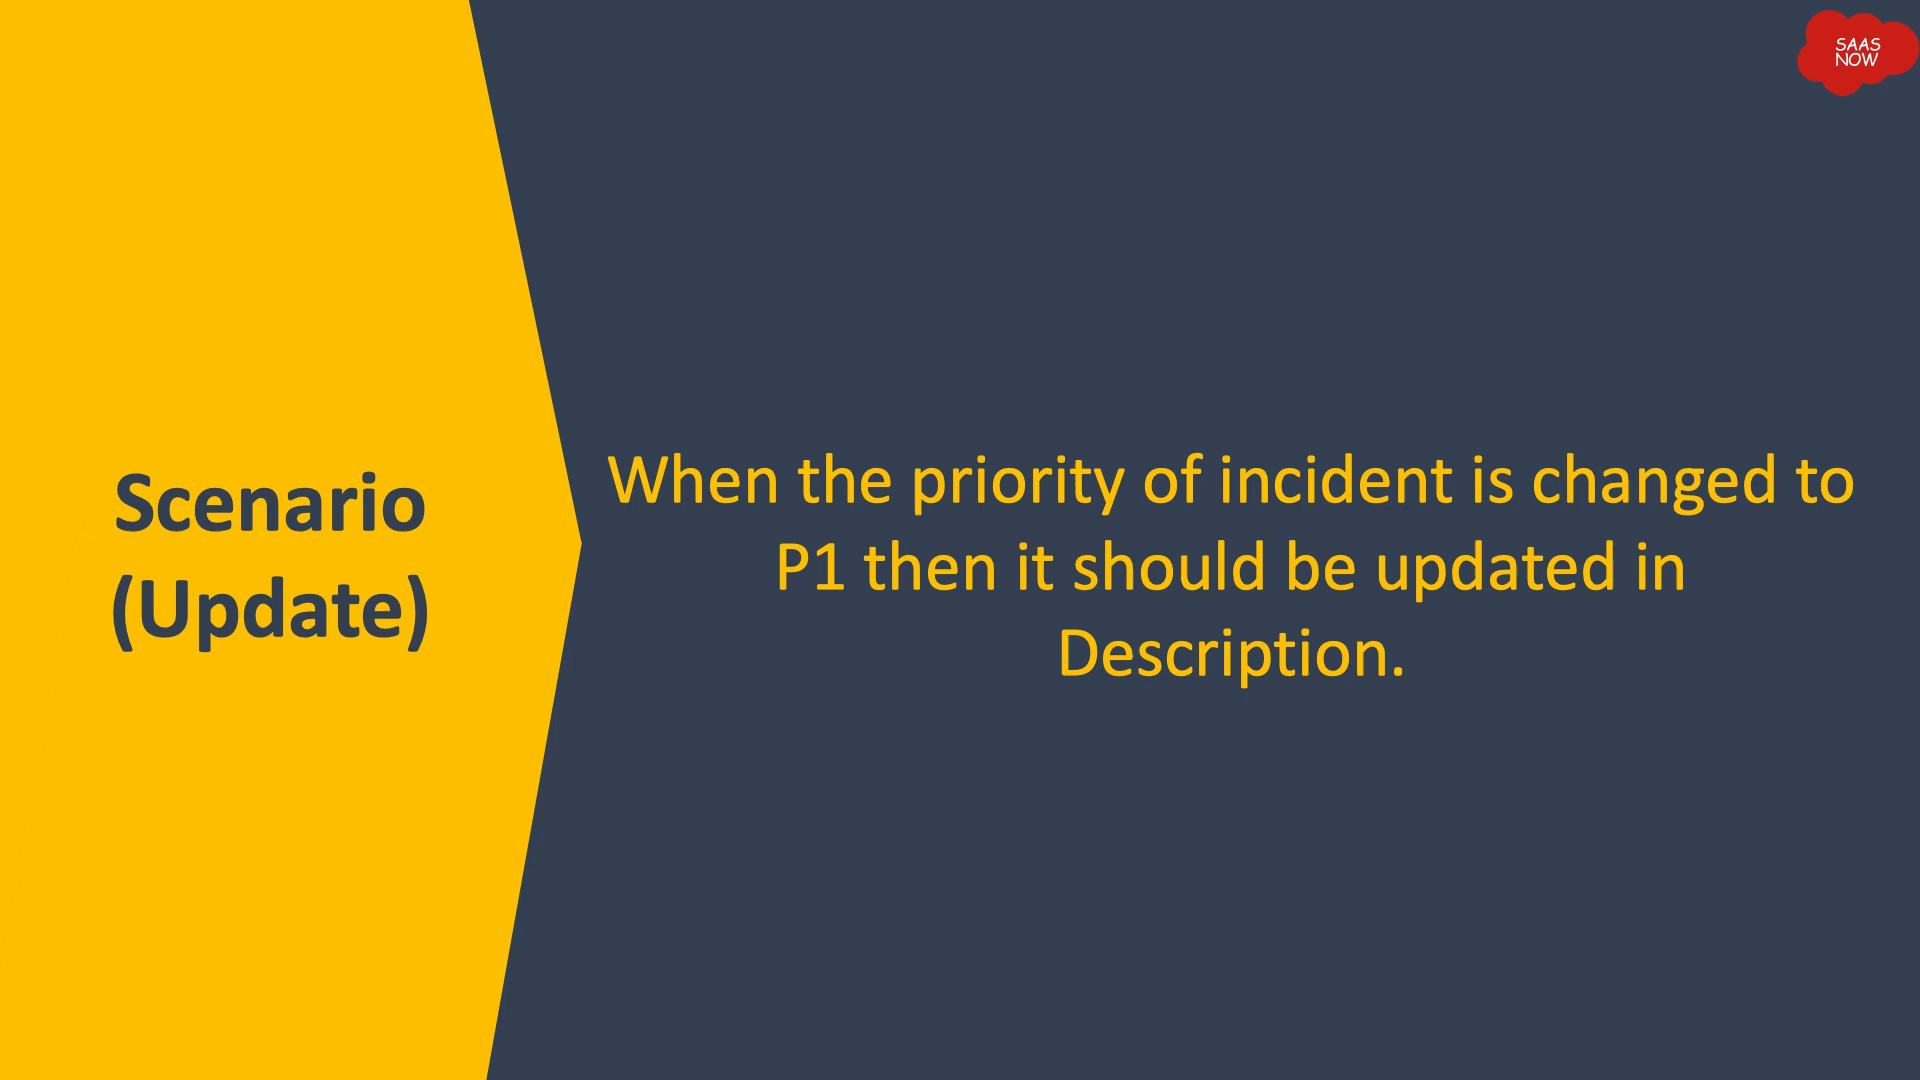 SAAS
NOW
Scenario
(Update)
When the priority of incident is changed to
P1 then it should be updated in
Description.